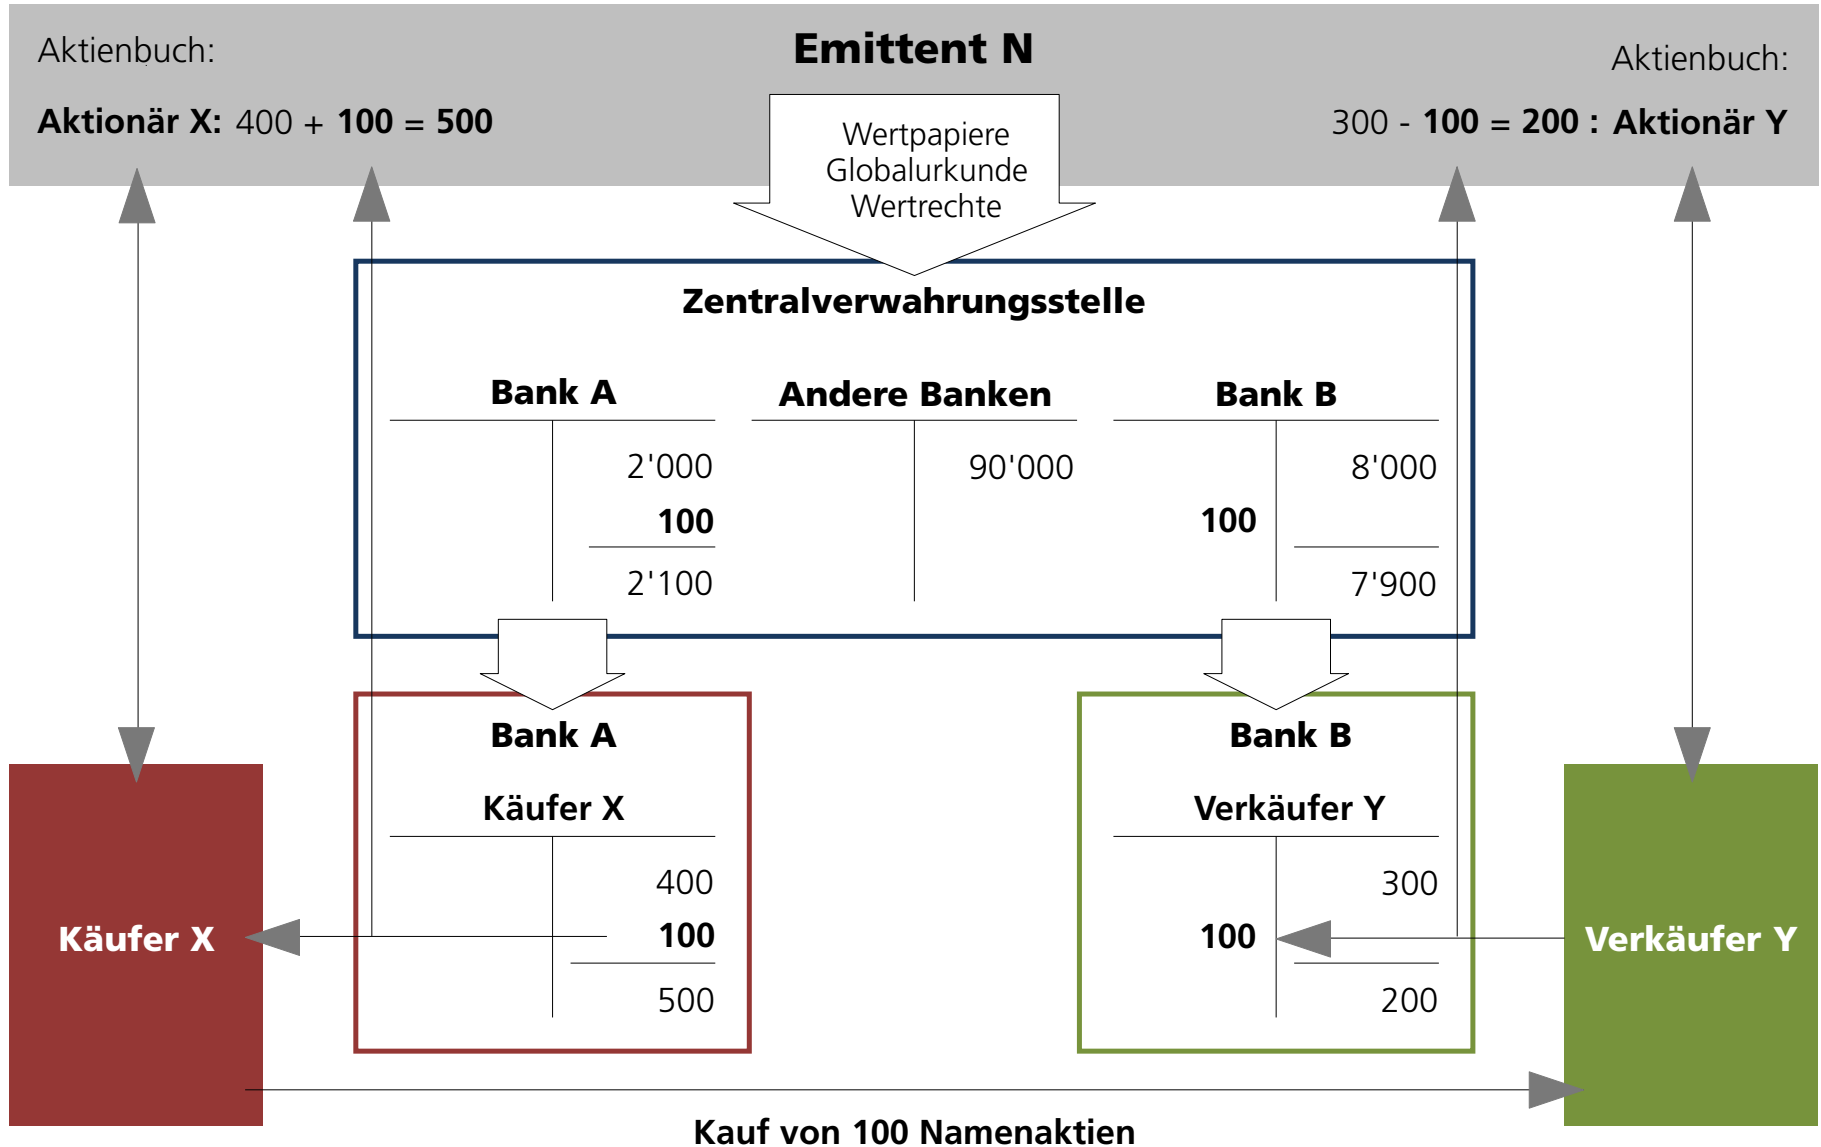 Aktienbuch:
Emittent N
Aktienbuch:
Aktionär X: 400 + 100 = 500
300 - 100 = 200 : Aktionär Y
Wertpapiere
Globalurkunde
Wertrechte
Zentralverwahrungsstelle
Bank A
Andere Banken
Bank B
2'000
90'000
8'000
100
100
2'100
7'900
Bank A
Bank B
Käufer X
Verkäufer Y
400
300
Käufer X
100
100
Verkäufer Y
500
200
Kauf von 100 Namenaktien